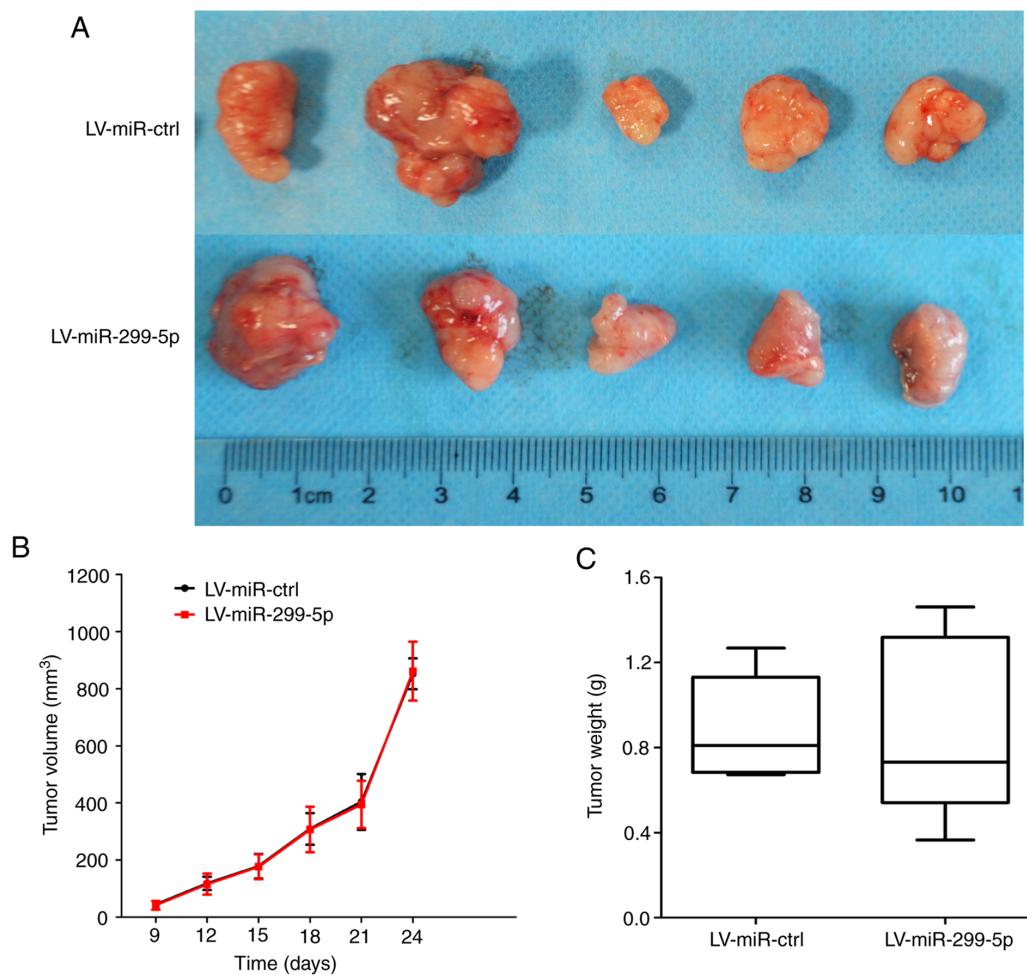 A
LV-miR-ctrl
LV-miR-299-5p
0 1cm 2 3 4 5 6 7 8 9 10 1
B
1200
1000
800
600
400
200
0
Tumor volume (mm³)
LV-miR-ctrl
LV-miR-299-5p
9 12 15 18 21 24
Time (days)
C
1.6
1.2
0.8
0.4
0.0
Tumor weight (g)
LV-miR-ctrl LV-miR-299-5p